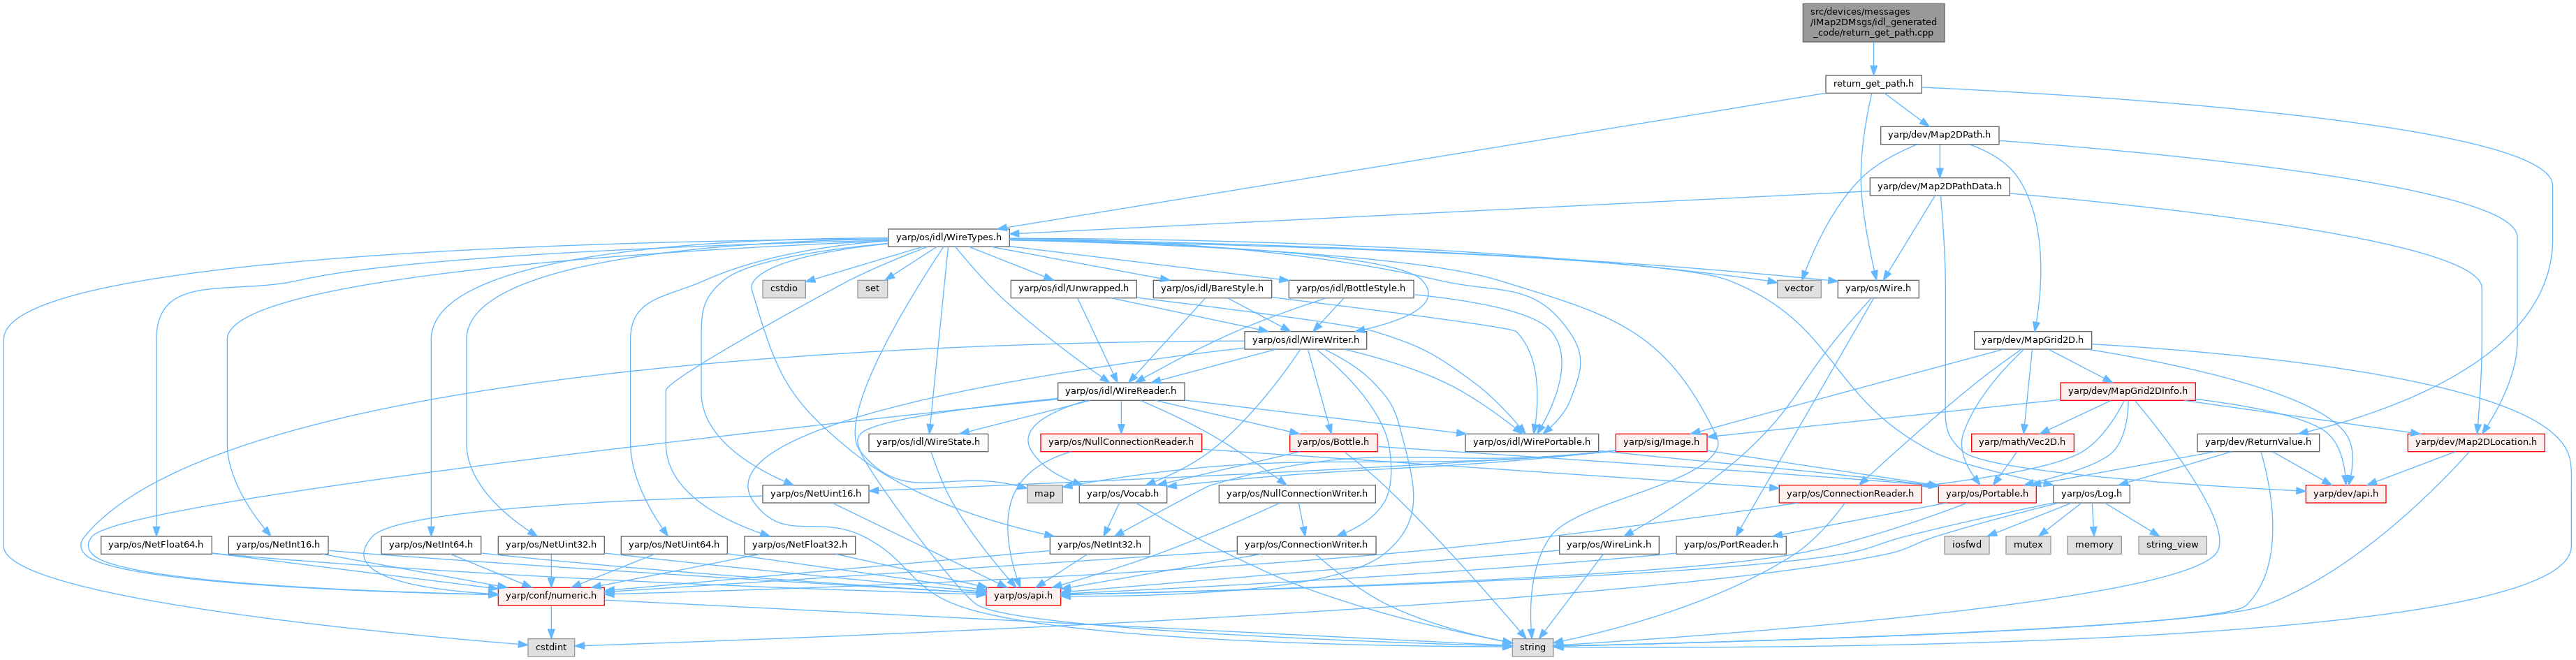 src/devices/messages
/IMap2DMsgs/idl_generated
_code/return_get_path.cpp
return_get_path.h
yarp/dev/Map2DPath.h
yarp/dev/Map2DPathData.h
yarp/os/idl/WireTypes.h
cstdio
set
yarp/os/idl/Unwrapped.h
yarp/os/idl/BareStyle.h
yarp/os/idl/BottleStyle.h
vector
yarp/os/Wire.h
yarp/os/idl/WireWriter.h
yarp/dev/MapGrid2D.h
yarp/os/idl/WireReader.h
yarp/dev/MapGrid2DInfo.h
yarp/os/idl/WireState.h
yarp/os/NullConnectionReader.h
yarp/os/Bottle.h
yarp/os/idl/WirePortable.h
yarp/sig/Image.h
yarp/math/Vec2D.h
yarp/dev/ReturnValue.h
yarp/dev/Map2DLocation.h
yarp/os/NetUint16.h
map
yarp/os/Vocab.h
yarp/os/NullConnectionWriter.h
yarp/os/ConnectionReader.h
yarp/os/Portable.h
yarp/os/Log.h
yarp/dev/api.h
yarp/os/NetFloat64.h
yarp/os/NetInt16.h
yarp/os/NetInt64.h
yarp/os/NetUint32.h
yarp/os/NetUint64.h
yarp/os/NetFloat32.h
yarp/os/NetInt32.h
yarp/os/ConnectionWriter.h
yarp/os/WireLink.h
yarp/os/PortReader.h
iosfwd
mutex
memory
string_view
yarp/conf/numeric.h
yarp/os/api.h
cstdint
string